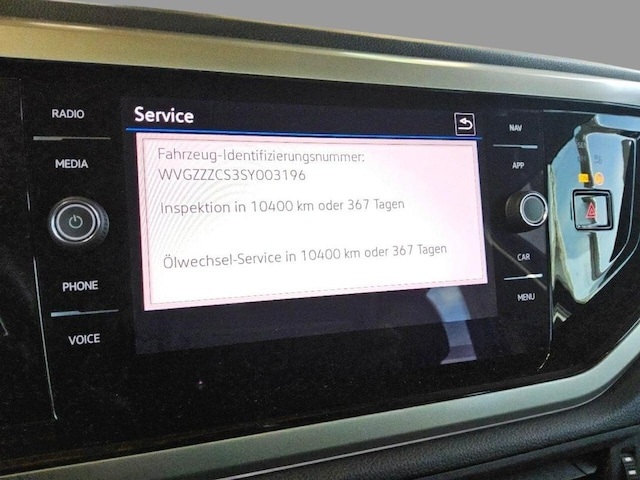 RADIO
MEDIA
PHONE
VOICE
Service
Fahrzeug-Identifizierungsnummer:
WVGZZZCS3SY003196
Inspektion in 10400 km oder 367 Tagen
Ölwechsel-Service in 10400 km oder 367 Tagen
NAV
APP
CAR
MENU